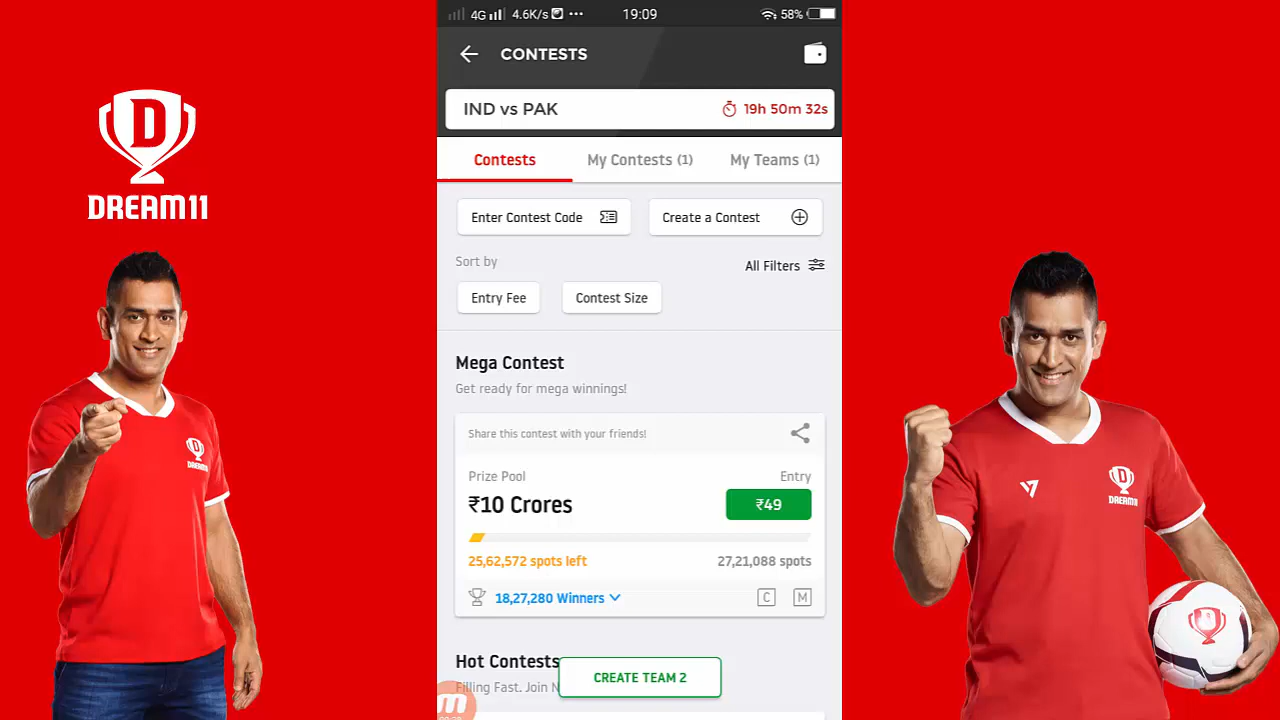 4G 4.6K/s ••• 19:09 58%
← CONTESTS
IND vs PAK 19h 50m 32s
Contests My Contests (1) My Teams (1)
Enter Contest Code Create a Contest
Sort by All Filters
Entry Fee Contest Size
Mega Contest
Get ready for mega winnings!
Share this contest with your friends!
Prize Pool Entry
₹10 Crores ₹49
25,62,572 spots left 27,21,088 spots
18,27,280 Winners C M
Hot Contests
CREATE TEAM 2
Filling Fast. Join
D
DREAM11
D
DREAM11
D
DREAM11
D